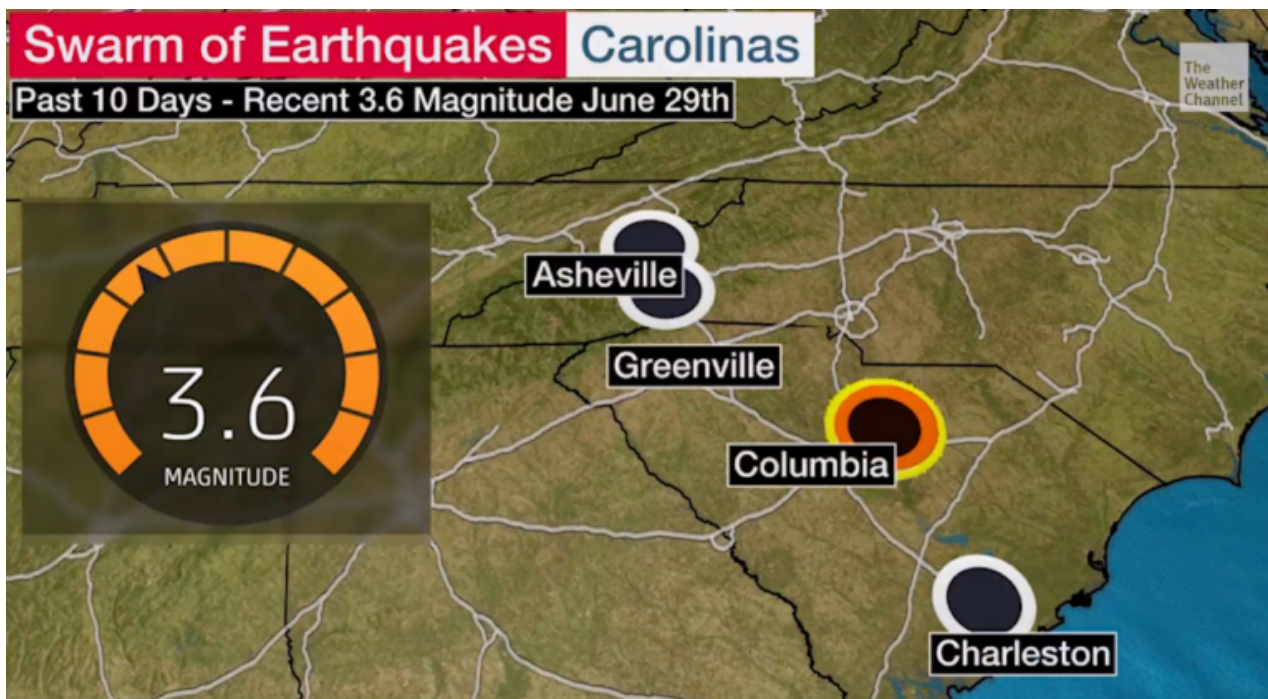 Swarm of Earthquakes Carolinas
Past 10 Days - Recent 3.6 Magnitude June 29th
The
Weather
Channel
Asheville
Greenville
3.6
MAGNITUDE
Columbia
Charleston